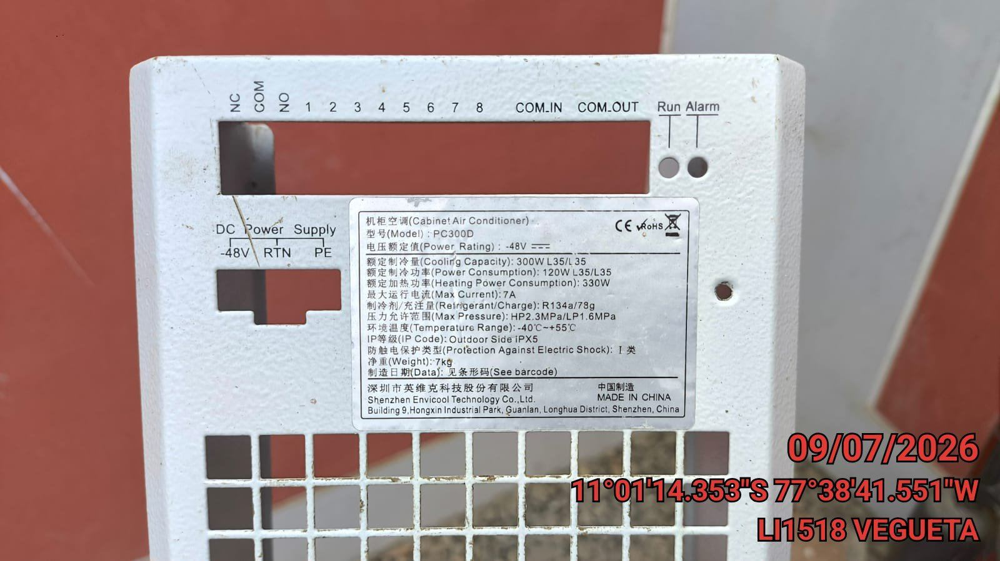 NC COM NO 1 2 3 4 5 6 7 8 COM_IN COM_OUT Run Alarm
DC Power Supply
-48V RTN PE
机柜空调(Cabinet Air Conditioner)
CE RoHS
型号(Model) : PC300D
电压额定值(Power Rating) : -48V
额定制冷量(Cooling Capacity): 300W L35/L35
额定制冷功率(Power Consumption): 120W L35/L35
额定加热功率(Heating Power Consumption): 330W
最大运行电流(Max Current): 7A
制冷剂/充注量(Refrigerant/Charge): R134a/78g
压力允许范围(Max Pressure): HP2.3MPa/LP1.6MPa
环境温度(Temperature Range): -40℃~+55℃
IP等级(IP Code): Outdoor Side IPX5
防触电保护类型(Protection Against Electric Shock): I 类
净重(Weight): 7kg
制造日期(Data): 见条形码(See barcode)
深圳市英维克科技股份有限公司 中国制造
Shenzhen Envicool Technology Co.,Ltd. MADE IN CHINA
Building 9,Hongxin Industrial Park, Guanlan, Longhua District, Shenzhen, China
09/07/2026
11°01'14.353"S 77°38'41.551"W
LI1518 VEGUETA